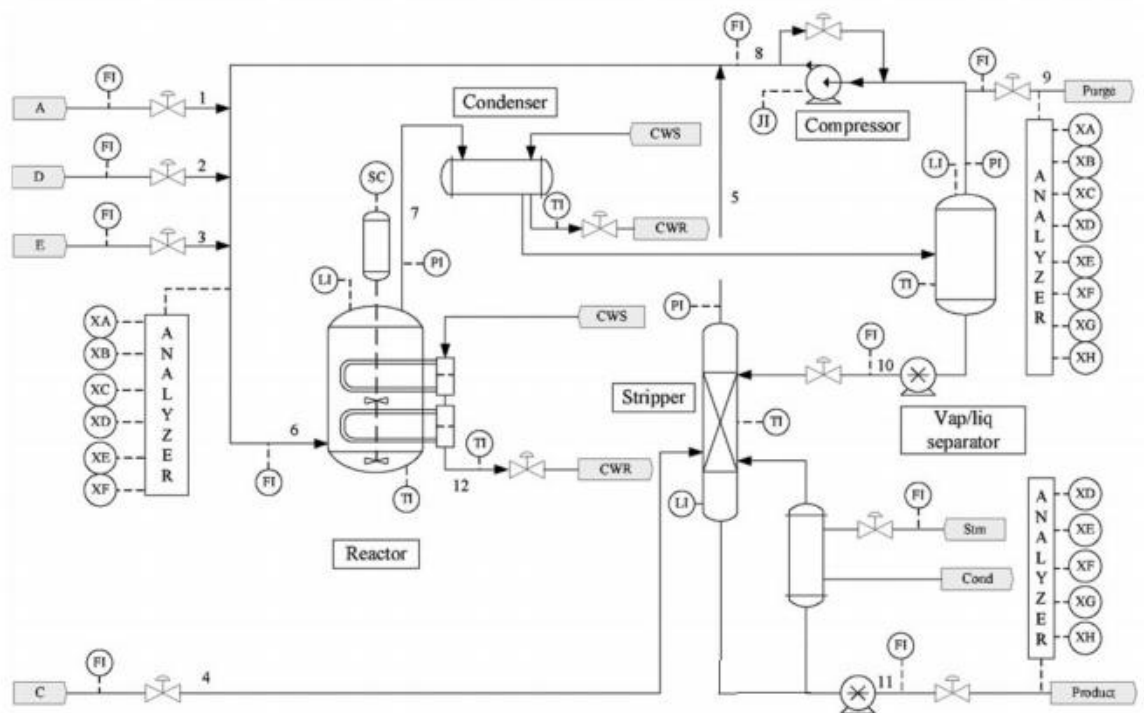 FI
8
FI
9
Purge
FI
A
1
Condenser
CWS
JI
Compressor
XA
XB
XC
XD
XE
XF
XG
XH
ANALYZER
LI
PI
FI
D
2
SC
7
TI
CWR
5
FI
E
3
LI
PI
TI
PI
CWS
XA
XB
XC
XD
XE
XF
ANALYZER
FI
10
Stripper
TI
Vap/liq
separator
6
FI
TI
12
CWR
TI
LI
Reactor
FI
Stm
Cond
ANALYZER
XD
XE
XF
XG
XH
FI
C
4
FI
11
Product